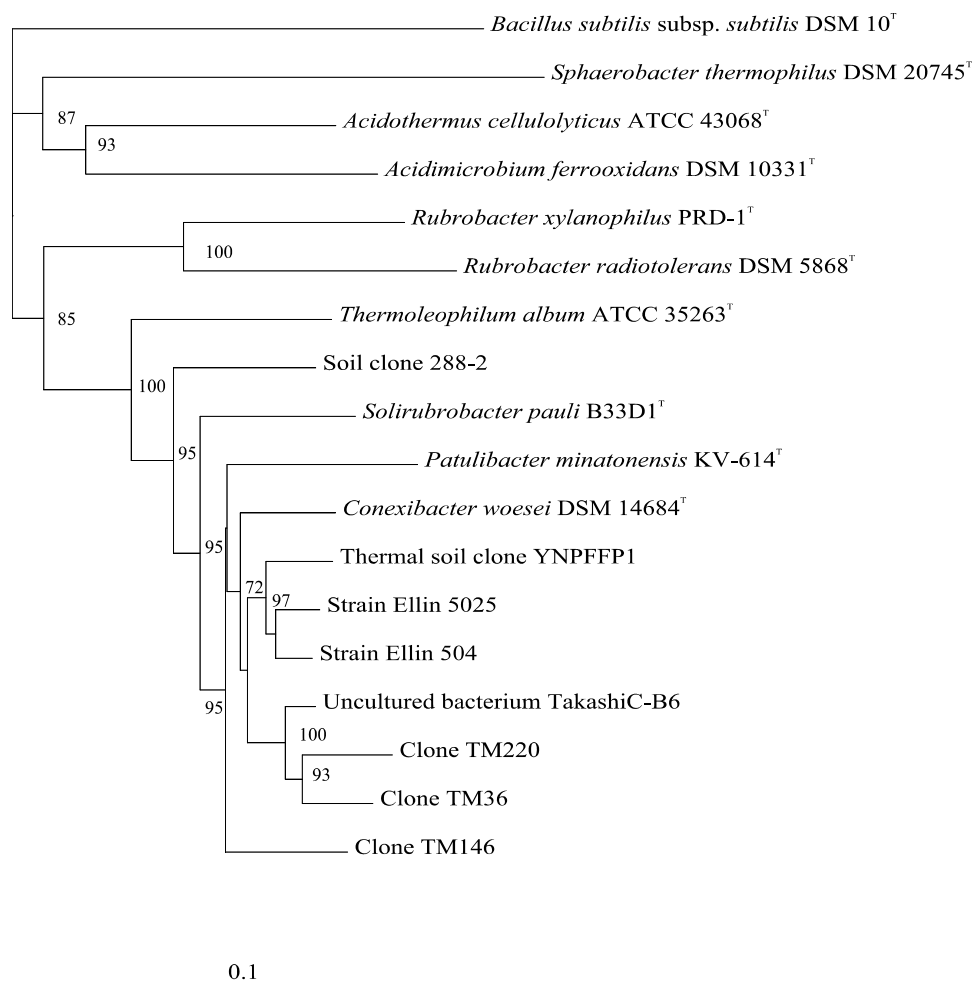 Bacillus subtilis subsp. subtilis DSM 10ᵀ
Sphaerobacter thermophilus DSM 20745ᵀ
87
Acidothermus cellulolyticus ATCC 43068ᵀ
93
Acidimicrobium ferrooxidans DSM 10331ᵀ
Rubrobacter xylanophilus PRD-1ᵀ
100
Rubrobacter radiotolerans DSM 5868ᵀ
85
Thermoleophilum album ATCC 35263ᵀ
Soil clone 288-2
100
Solirubrobacter pauli B33D1ᵀ
95
Patulibacter minatonensis KV-614ᵀ
Conexibacter woesei DSM 14684ᵀ
95
Thermal soil clone YNPFFP1
72
97
Strain Ellin 5025
Strain Ellin 504
Uncultured bacterium TakashiC-B6
95
100
Clone TM220
93
Clone TM36
Clone TM146
0.1